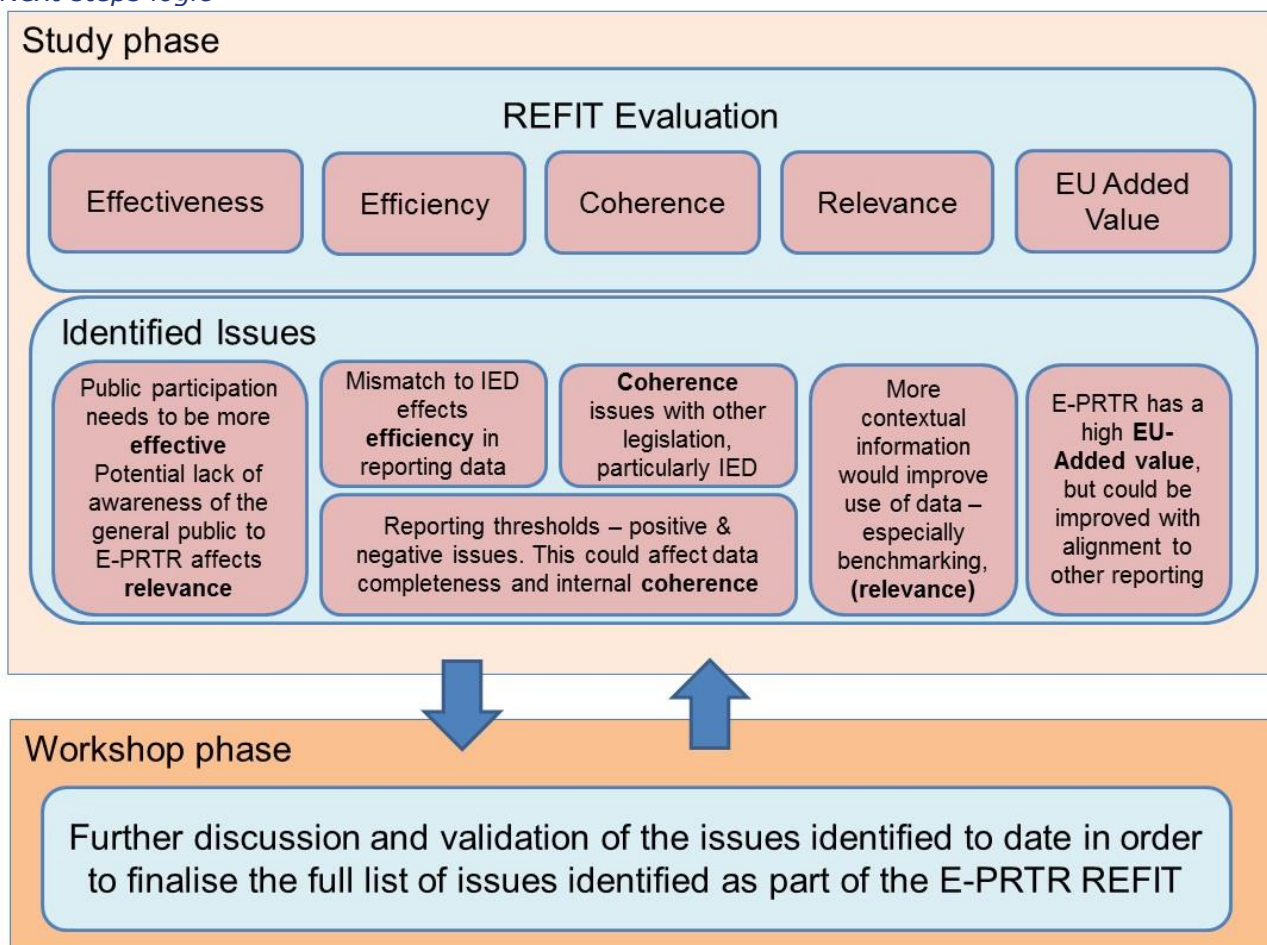 Study phase
REFIT Evaluation
Effectiveness
Efficiency
Coherence
Relevance
EU Added
Value
Identified Issues
Public participation
needs to be more
effective
Potential lack of
awareness of the
general public to
E-PRTR affects
relevance
Mismatch to IED
effects
efficiency in
reporting data
Coherence
issues with other
legislation,
particularly IED
Reporting thresholds – positive &
negative issues. This could affect data
completeness and internal coherence
More
contextual
information
would improve
use of data –
especially
benchmarking,
(relevance)
E-PRTR has a
high EU-
Added value,
but could be
improved with
alignment to
other reporting
Workshop phase
Further discussion and validation of the issues identified to date in order
to finalise the full list of issues identified as part of the E-PRTR REFIT